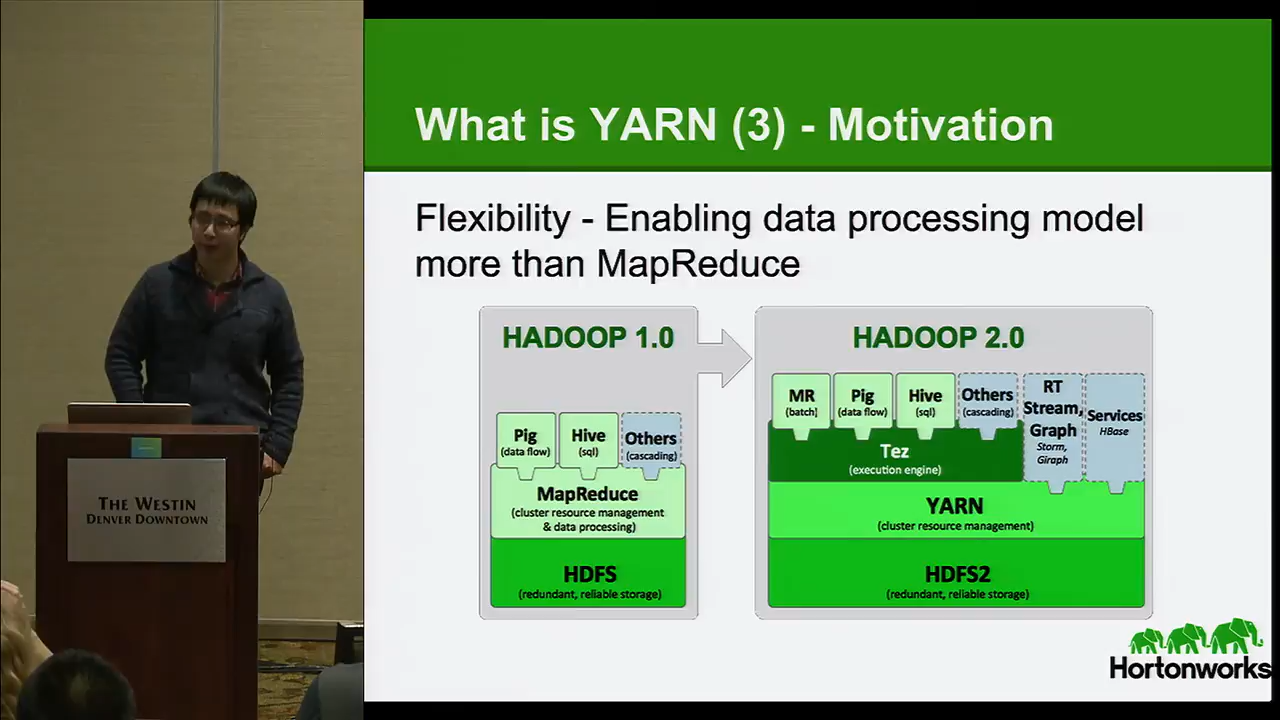 What is YARN (3) - Motivation
Flexibility - Enabling data processing model
more than MapReduce
HADOOP 1.0
Pig
(data flow)
Hive
(sql)
Others
(cascading)
MapReduce
(cluster resource management
& data processing)
HDFS
(redundant, reliable storage)
HADOOP 2.0
MR
(batch)
Pig
(data flow)
Hive
(sql)
Others
(cascading)
RT
Stream,
Graph
Storm,
Giraph
Services
HBase
Tez
(execution engine)
YARN
(cluster resource management)
HDFS2
(redundant, reliable storage)
Hortonworks
THE WESTIN
DENVER DOWNTOWN